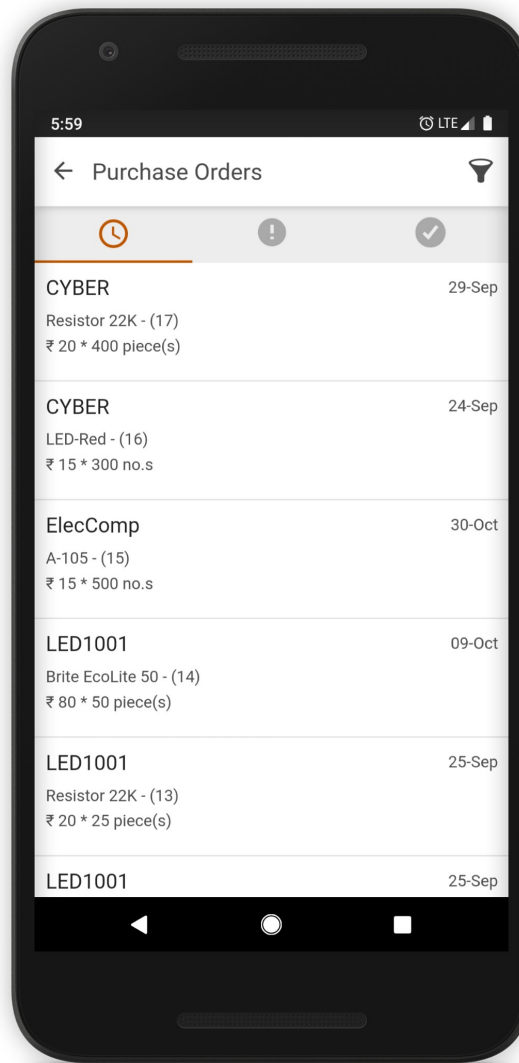 5:59 LTE
Purchase Orders
CYBER 29-Sep
Resistor 22K - (17)
₹ 20 * 400 piece(s)
CYBER 24-Sep
LED-Red - (16)
₹ 15 * 300 no.s
ElecComp 30-Oct
A-105 - (15)
₹ 15 * 500 no.s
LED1001 09-Oct
Brite EcoLite 50 - (14)
₹ 80 * 50 piece(s)
LED1001 25-Sep
Resistor 22K - (13)
₹ 20 * 25 piece(s)
LED1001 25-Sep